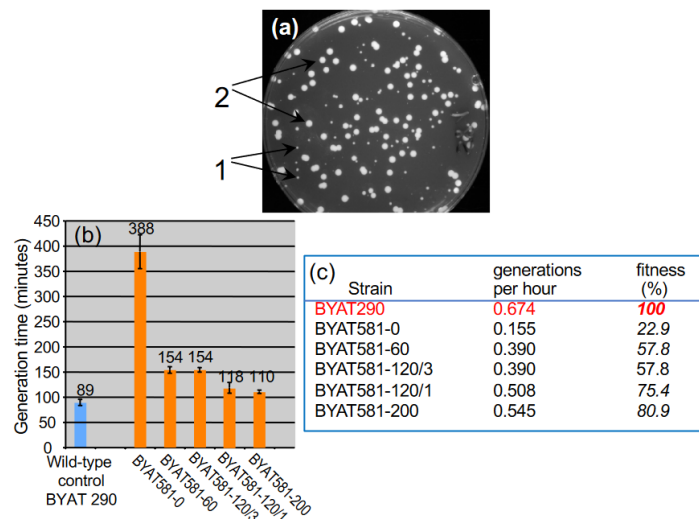 (a)
2
1
(b)
Generation time (minutes)
450
400
350
300
250
200
150
100
50
0
89
388
154
154
118
110
Wild-type
control
BYAT 290
BYAT581-0
BYAT581-60
BYAT581-120/3
BYAT581-120/1
BYAT581-200
(c)
Strain generations per hour fitness (%)
BYAT290 0.674 100
BYAT581-0 0.155 22.9
BYAT581-60 0.390 57.8
BYAT581-120/3 0.390 57.8
BYAT581-120/1 0.508 75.4
BYAT581-200 0.545 80.9